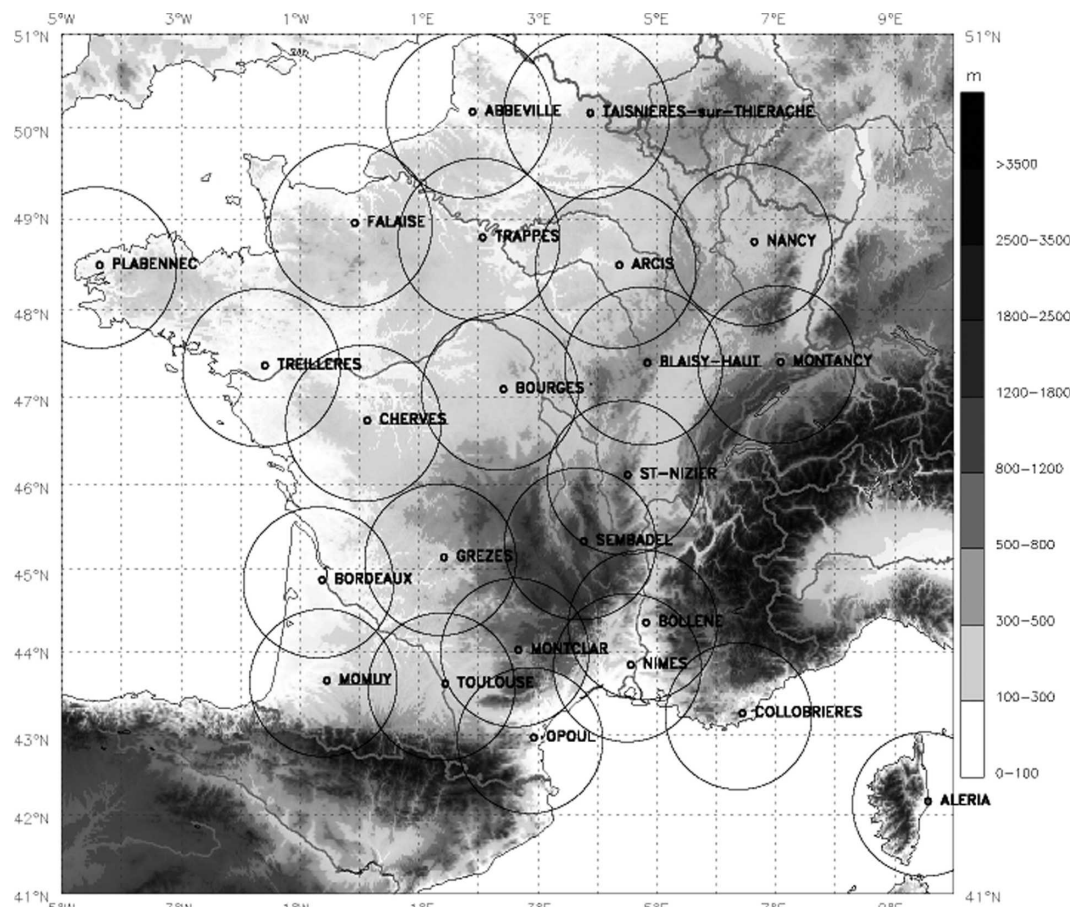 5°W 3°W 1°W 1°E 3°E 5°E 7°E 9°E
51°N 51°N
m
ABBEVILLE TAISNIERES-sur-THIERACHE
50°N
>3500
FALAISE
49°N
TRAPPES NANCY
2500-3500
PLABENNEC ARCIS
48°N
1800-2500
TREILLERES BLAISY-HAUT MONTANCY
BOURGES
1200-1800
47°N
CHERVES
800-1200
46°N
ST-NIZIER
SEMBADEL
500-800
GREZES
45°N
BORDEAUX
300-500
BOLLENE
44°N
MONTCLAR
NIMES
MOMUY TOULOUSE
100-300
COLLOBRIERES
43°N
OPOUL
0-100
ALERIA
42°N
41°N 41°N